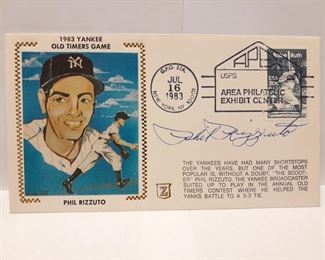 1983 YANKEE
OLD TIMERS GAME
PHIL RIZZUTO
G.P.O. STA.
JUL
16
1983
NEW YORK, NY 10001
USPS
AREA PHILATELIC
EXHIBIT CENTER
Babe Ruth
Phil Rizzuto
Z
THE YANKEES HAVE HAD MANY SHORTSTOPS
OVER THE YEARS, BUT ONE OF THE MOST
POPULAR IS, WITHOUT A DOUBT, "THE SCOOT-
ER" PHIL RIZZUTO. THE YANKEE BROADCASTER
SUITED UP TO PLAY IN THE ANNUAL OLD
TIMERS CONTEST WHERE HE HELPED THE
YANKS BATTLE TO A 3-3 TIE.